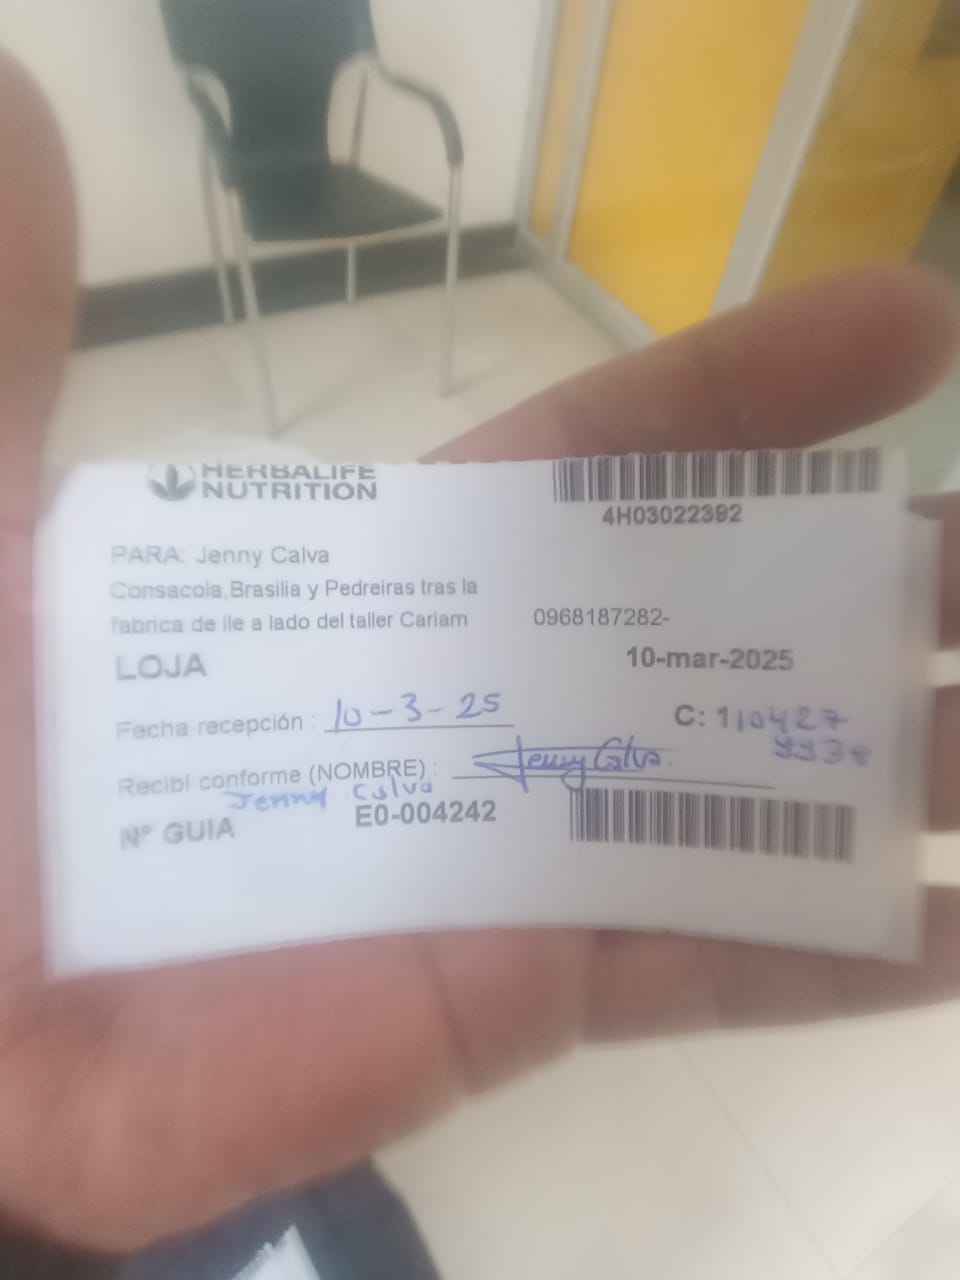 HERBALIFE
NUTRITION
4H03022392
PARA: Jenny Calva
Consacola,Brasilia y Pedreiras tras la
fabrica de ile a lado del taller Cariam 0968187282-
LOJA 10-mar-2025
Fecha recepción : 10-3-25 C: 110427
Recibí conforme (NOMBRE) : Jenny Calva
Jenny Calva
Nº GUIA E0-004242